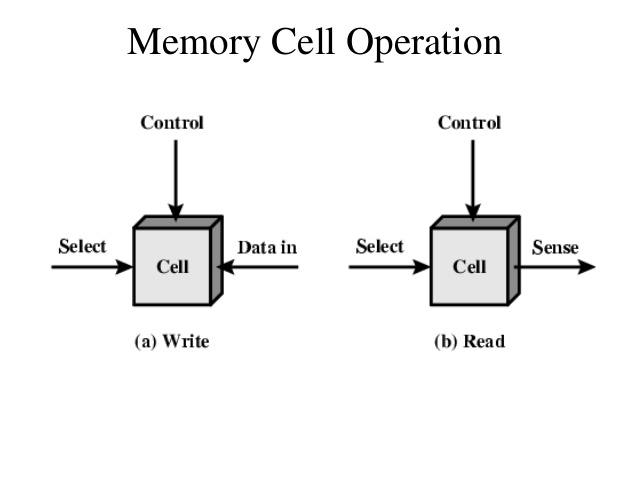 Memory Cell Operation
Control
Control
Select
Data in
Select
Sense
Cell
Cell
(a) Write
(b) Read